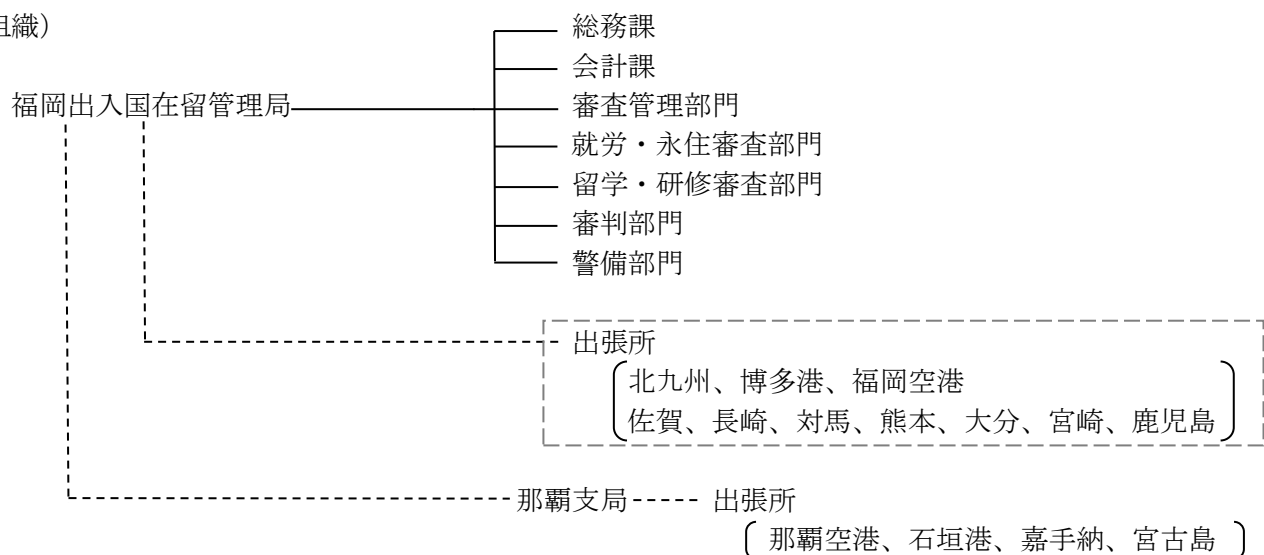 組織）
総務課
会計課
福岡出入国在留管理局
審査管理部門
就労・永住審査部門
留学・研修審査部門
審判部門
警備部門
出張所
北九州、博多港、福岡空港
佐賀、長崎、対馬、熊本、大分、宮崎、鹿児島
那覇支局
出張所
那覇空港、石垣港、嘉手納、宮古島